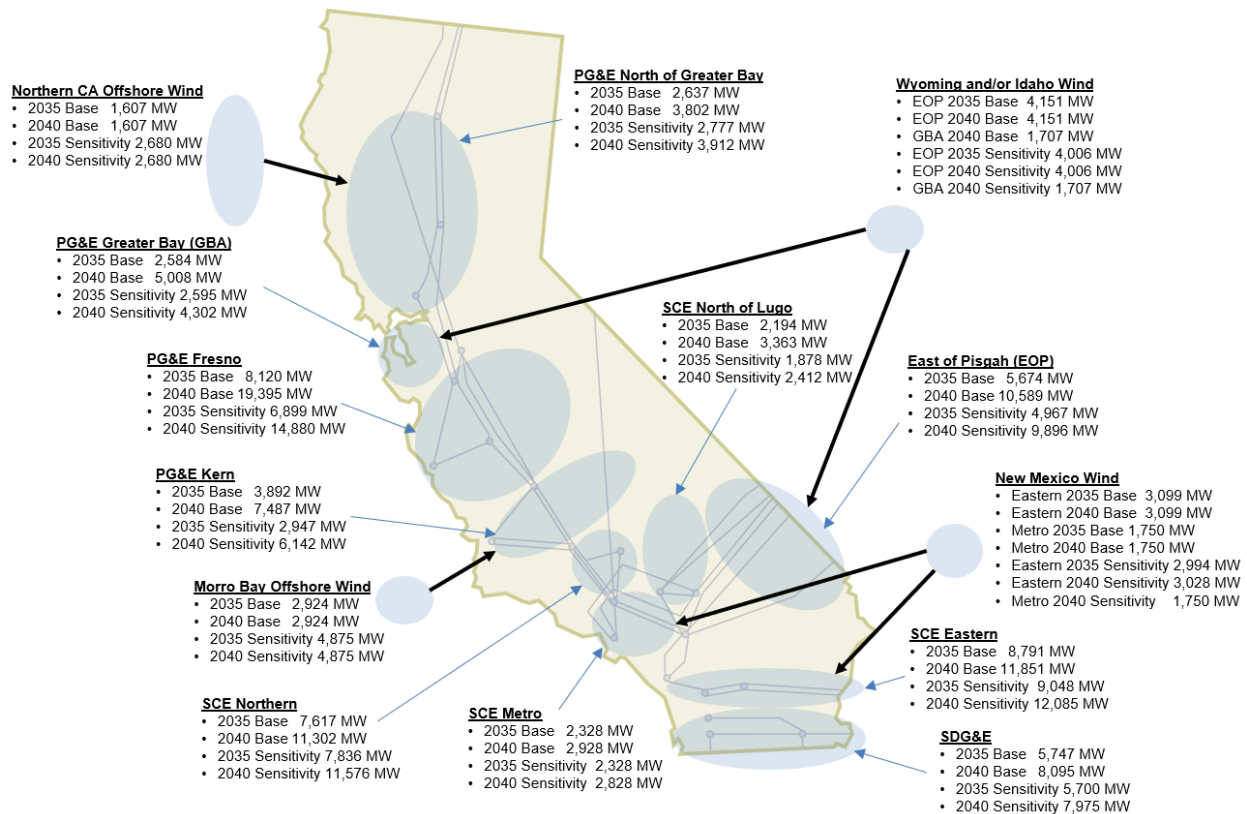 Northern CA Offshore Wind
• 2035 Base 1,607 MW
• 2040 Base 1,607 MW
• 2035 Sensitivity 2,680 MW
• 2040 Sensitivity 2,680 MW
PG&E North of Greater Bay
• 2035 Base 2,637 MW
• 2040 Base 3,802 MW
• 2035 Sensitivity 2,777 MW
• 2040 Sensitivity 3,912 MW
Wyoming and/or Idaho Wind
• EOP 2035 Base 4,151 MW
• EOP 2040 Base 4,151 MW
• GBA 2040 Base 1,707 MW
• EOP 2035 Sensitivity 4,006 MW
• EOP 2040 Sensitivity 4,006 MW
• GBA 2040 Sensitivity 1,707 MW
PG&E Greater Bay (GBA)
• 2035 Base 2,584 MW
• 2040 Base 5,008 MW
• 2035 Sensitivity 2,595 MW
• 2040 Sensitivity 4,302 MW
SCE North of Lugo
• 2035 Base 2,194 MW
• 2040 Base 3,363 MW
• 2035 Sensitivity 1,878 MW
• 2040 Sensitivity 2,412 MW
PG&E Fresno
• 2035 Base 8,120 MW
• 2040 Base 19,395 MW
• 2035 Sensitivity 6,899 MW
• 2040 Sensitivity 14,880 MW
East of Pisgah (EOP)
• 2035 Base 5,674 MW
• 2040 Base 10,589 MW
• 2035 Sensitivity 4,967 MW
• 2040 Sensitivity 9,896 MW
PG&E Kern
• 2035 Base 3,892 MW
• 2040 Base 7,487 MW
• 2035 Sensitivity 2,947 MW
• 2040 Sensitivity 6,142 MW
New Mexico Wind
• Eastern 2035 Base 3,099 MW
• Eastern 2040 Base 3,099 MW
• Metro 2035 Base 1,750 MW
• Metro 2040 Base 1,750 MW
• Eastern 2035 Sensitivity 2,994 MW
• Eastern 2040 Sensitivity 3,028 MW
• Metro 2040 Sensitivity 1,750 MW
Morro Bay Offshore Wind
• 2035 Base 2,924 MW
• 2040 Base 2,924 MW
• 2035 Sensitivity 4,875 MW
• 2040 Sensitivity 4,875 MW
SCE Eastern
• 2035 Base 8,791 MW
• 2040 Base 11,851 MW
• 2035 Sensitivity 9,048 MW
• 2040 Sensitivity 12,085 MW
SCE Northern
• 2035 Base 7,617 MW
• 2040 Base 11,302 MW
• 2035 Sensitivity 7,836 MW
• 2040 Sensitivity 11,576 MW
SCE Metro
• 2035 Base 2,328 MW
• 2040 Base 2,928 MW
• 2035 Sensitivity 2,328 MW
• 2040 Sensitivity 2,828 MW
SDG&E
• 2035 Base 5,747 MW
• 2040 Base 8,095 MW
• 2035 Sensitivity 5,700 MW
• 2040 Sensitivity 7,975 MW